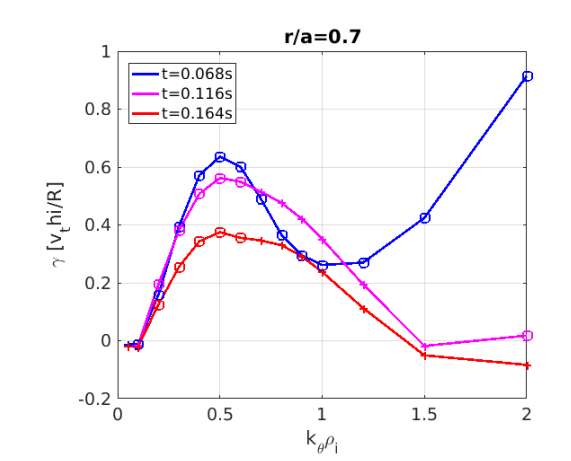 r/a=0.7
t=0.068s
t=0.116s
t=0.164s
γ [v_thi/R]
1
0.8
0.6
0.4
0.2
0
-0.2
0 0.5 1 1.5 2
k_θρ_i